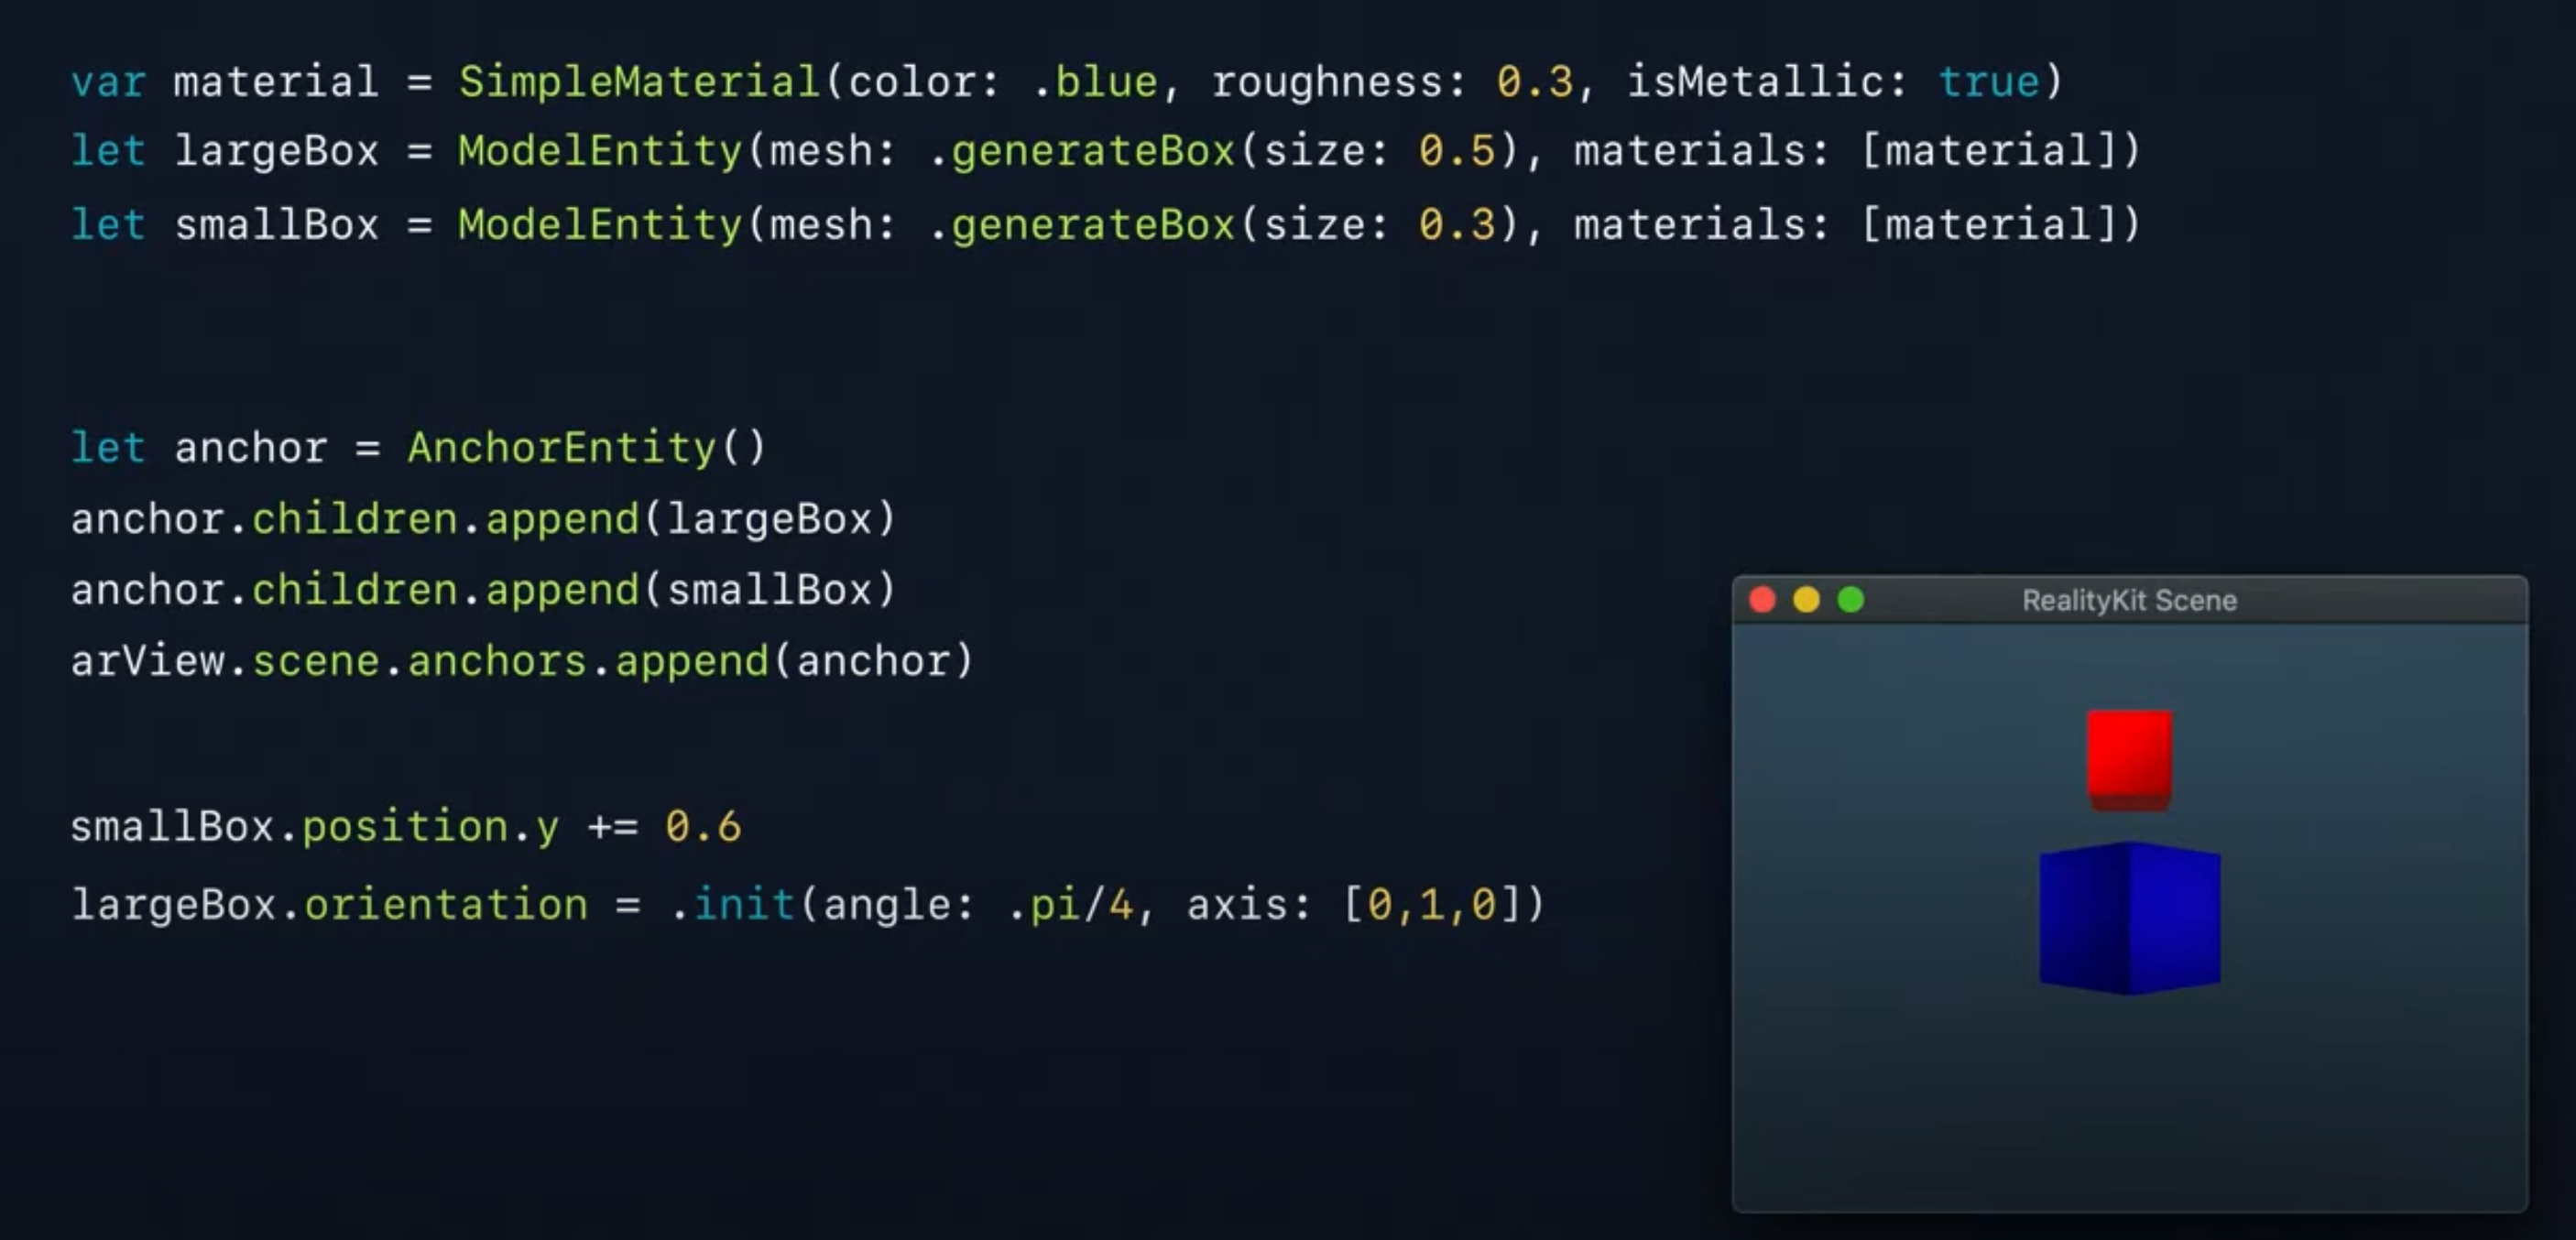 var material = SimpleMaterial(color: .blue, roughness: 0.3, isMetallic: true)
let largeBox = ModelEntity(mesh: .generateBox(size: 0.5), materials: [material])
let smallBox = ModelEntity(mesh: .generateBox(size: 0.3), materials: [material])
let anchor = AnchorEntity()
anchor.children.append(largeBox)
anchor.children.append(smallBox)
arView.scene.anchors.append(anchor)
smallBox.position.y += 0.6
largeBox.orientation = .init(angle: .pi/4, axis: [0,1,0])
RealityKit Scene